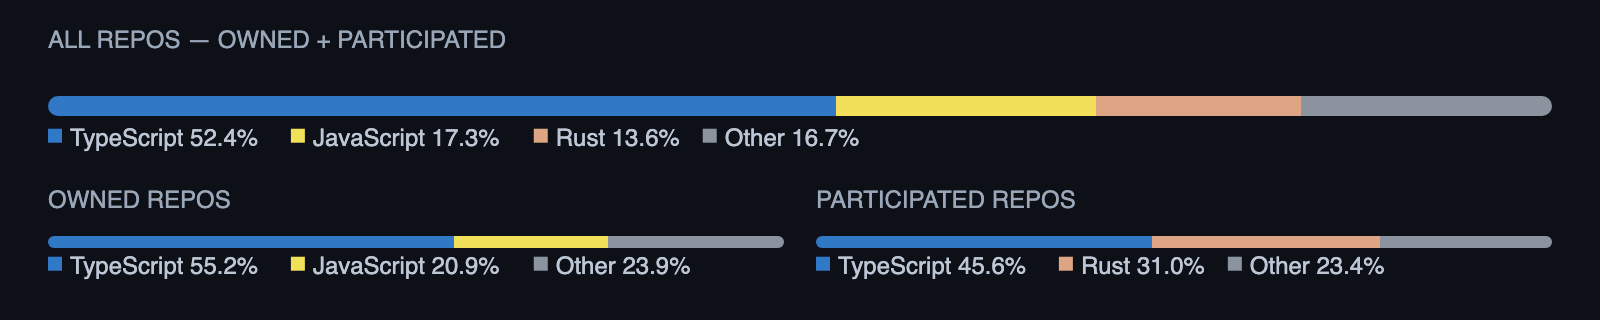 ALL REPOS — OWNED + PARTICIPATED
TypeScript 52.4% JavaScript 17.3% Rust 13.6% Other 16.7%
OWNED REPOS
TypeScript 55.2% JavaScript 20.9% Other 23.9%
PARTICIPATED REPOS
TypeScript 45.6% Rust 31.0% Other 23.4%